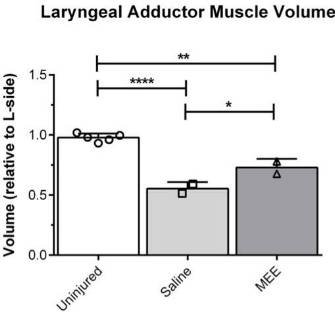 Laryngeal Adductor Muscle Volume
**
****
*
Volume (relative to L-side)
1.5
1.0
0.5
0.0
Uninjured
Saline
MEE